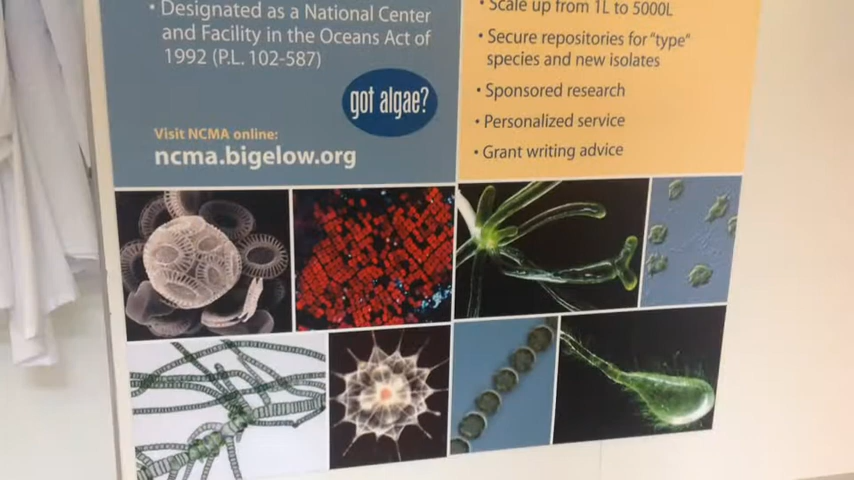 • Designated as a National Center
and Facility in the Oceans Act of
1992 (P.L. 102-587)
got algae?
Visit NCMA online:
ncma.bigelow.org
• Scale up from 1L to 5000L
• Secure repositories for "type"
species and new isolates
• Sponsored research
• Personalized service
• Grant writing advice